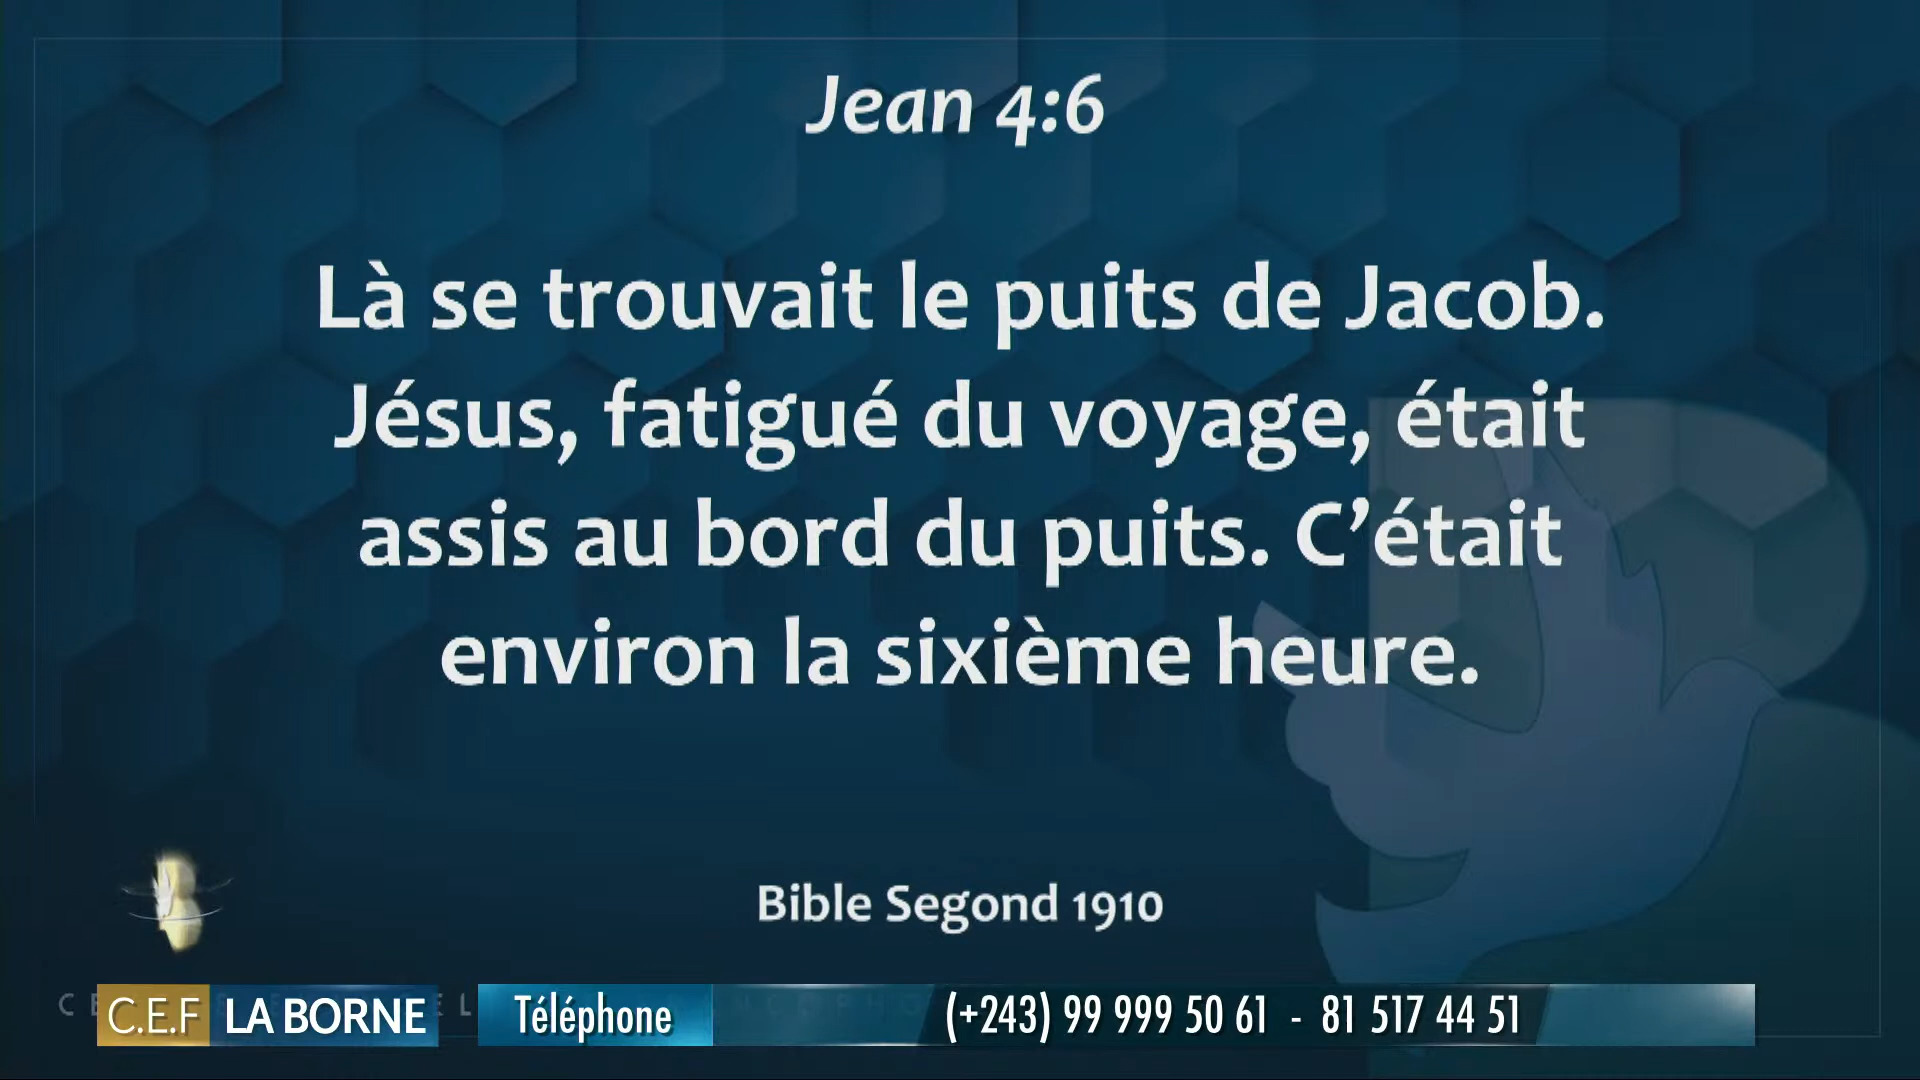 Jean 4:6
Là se trouvait le puits de Jacob.
Jésus, fatigué du voyage, était
assis au bord du puits. C’était
environ la sixième heure.
Bible Segond 1910
C.E.F LA BORNE Téléphone (+243) 99 999 50 61 - 81 517 44 51